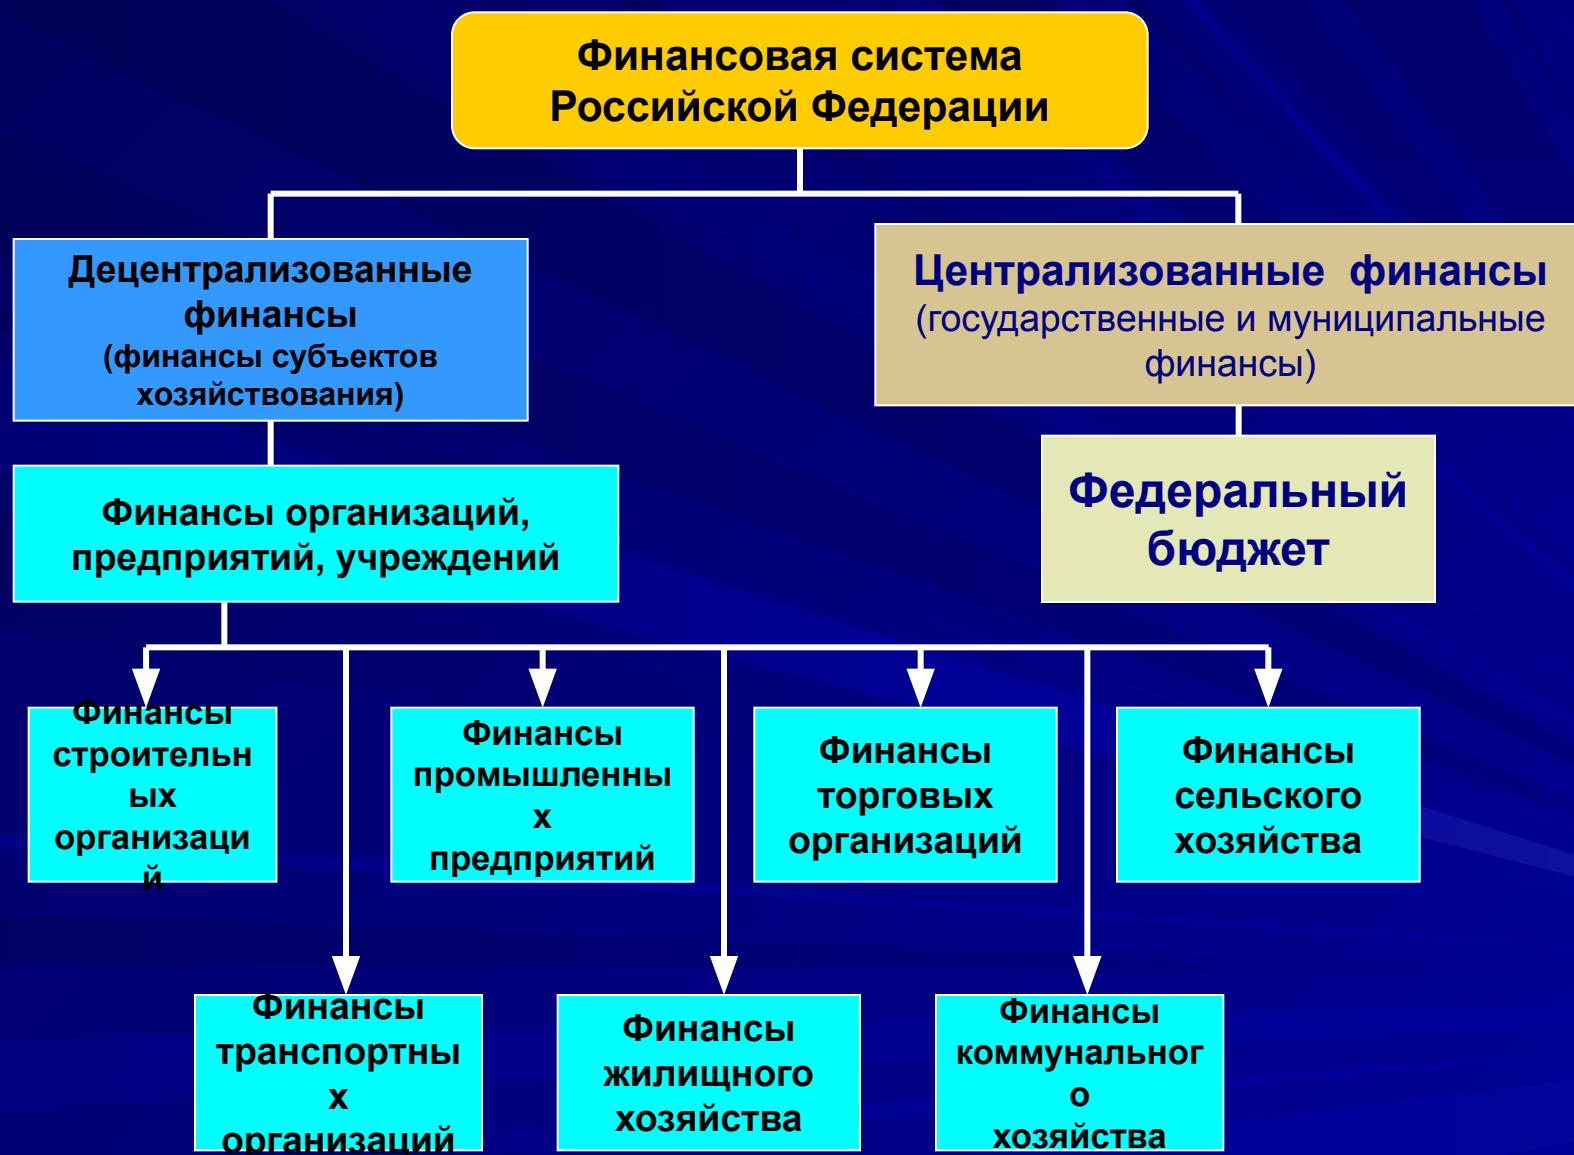 Финансовая система
Российской Федерации
Децентрализованные
финансы
(финансы субъектов
хозяйствования)
Централизованные финансы
(государственные и муниципальные
финансы)
Финансы организаций,
предприятий, учреждений
Федеральный
бюджет
Финансы
строительн
ых
организаци
й
Финансы
промышленны
х
предприятий
Финансы
торговых
организаций
Финансы
сельского
хозяйства
Финансы
транспортны
х
организаций
Финансы
жилищного
хозяйства
Финансы
коммунальног
о
хозяйства